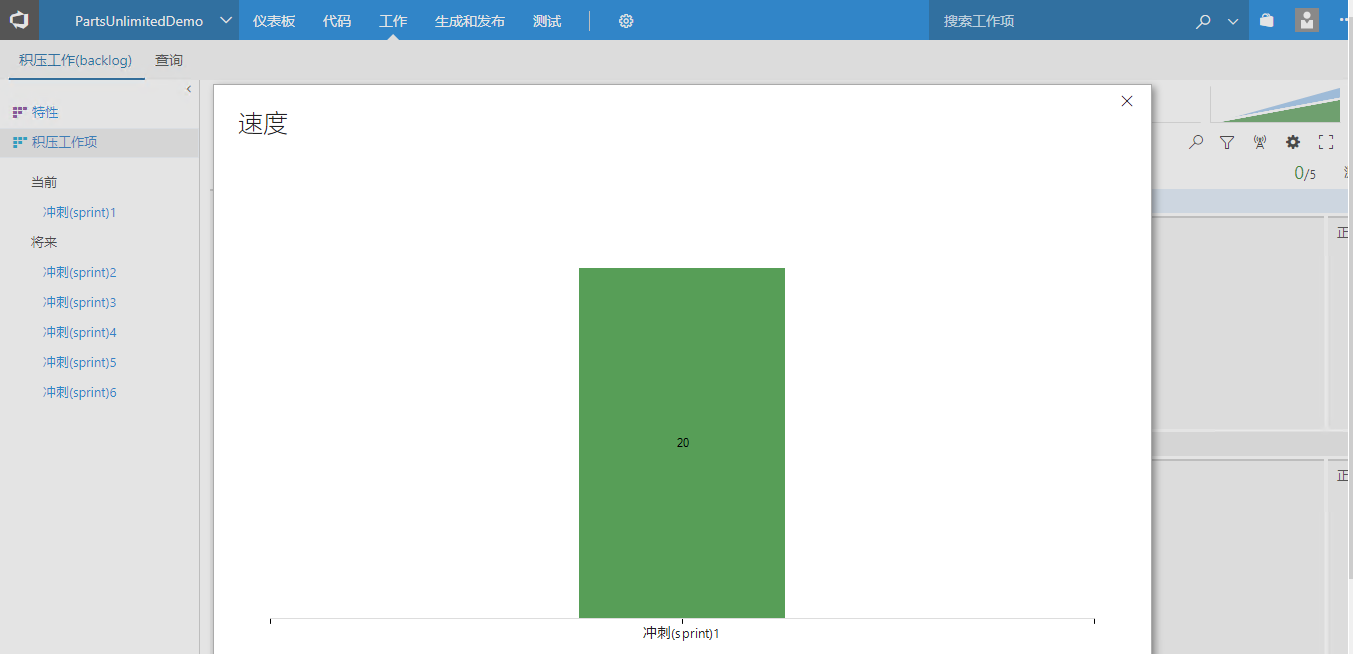 PartsUnlimitedDemo 仪表板 代码 工作 生成和发布 测试 搜索工作项
积压工作(backlog) 查询
特性
积压工作项
当前
冲刺(sprint)1
将来
冲刺(sprint)2
冲刺(sprint)3
冲刺(sprint)4
冲刺(sprint)5
冲刺(sprint)6
速度
20
冲刺(sprint)1
0/5
正
正